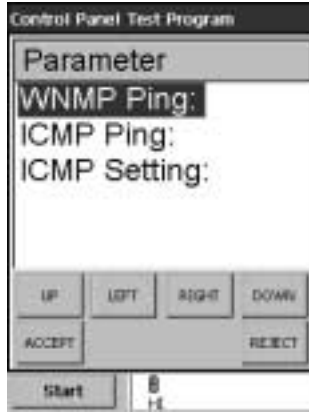 Control Panel Test Program
Parameter
WNMP Ping:
ICMP Ping:
ICMP Setting:
UP LEFT RIGHT DOWN
ACCEPT REJECT
Start